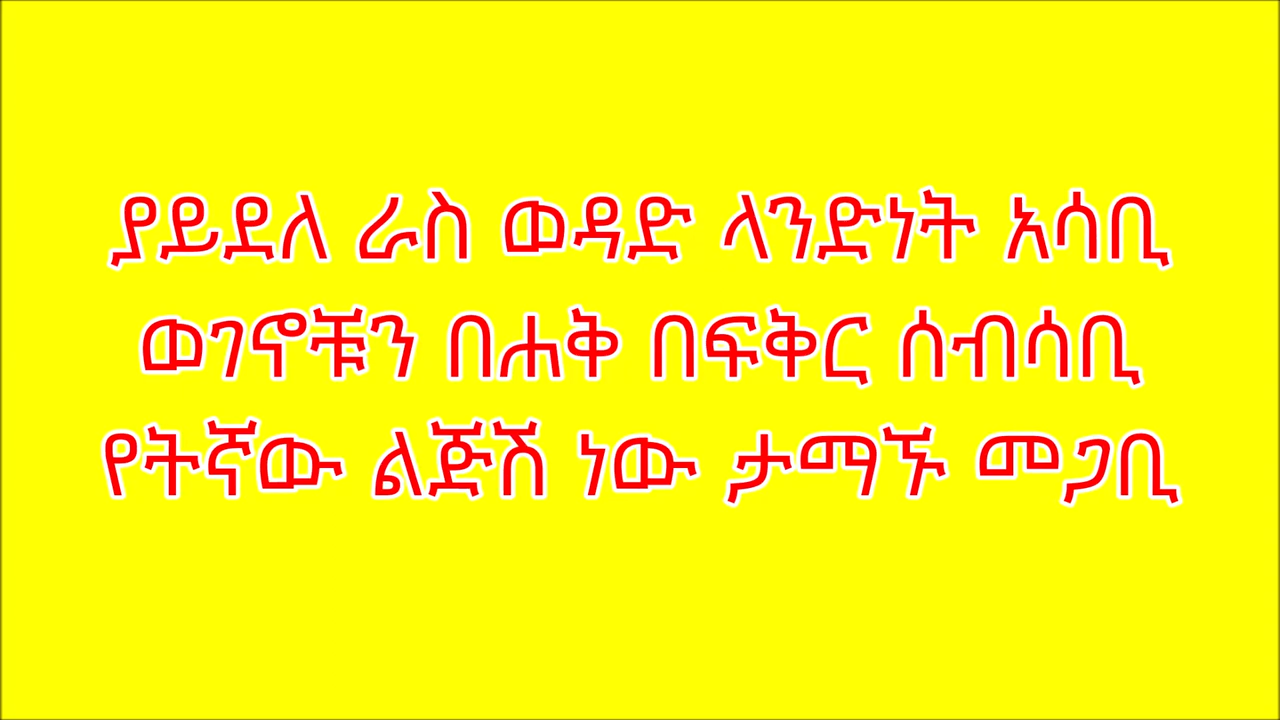 ያይደለ ራስ ወዳድ ላንድነት አሳቢ
ወገኖቹን በሐቅ በፍቅር ሰብሳቢ
የትኛው ልጅሽ ነው ታማኙ መጋቢ